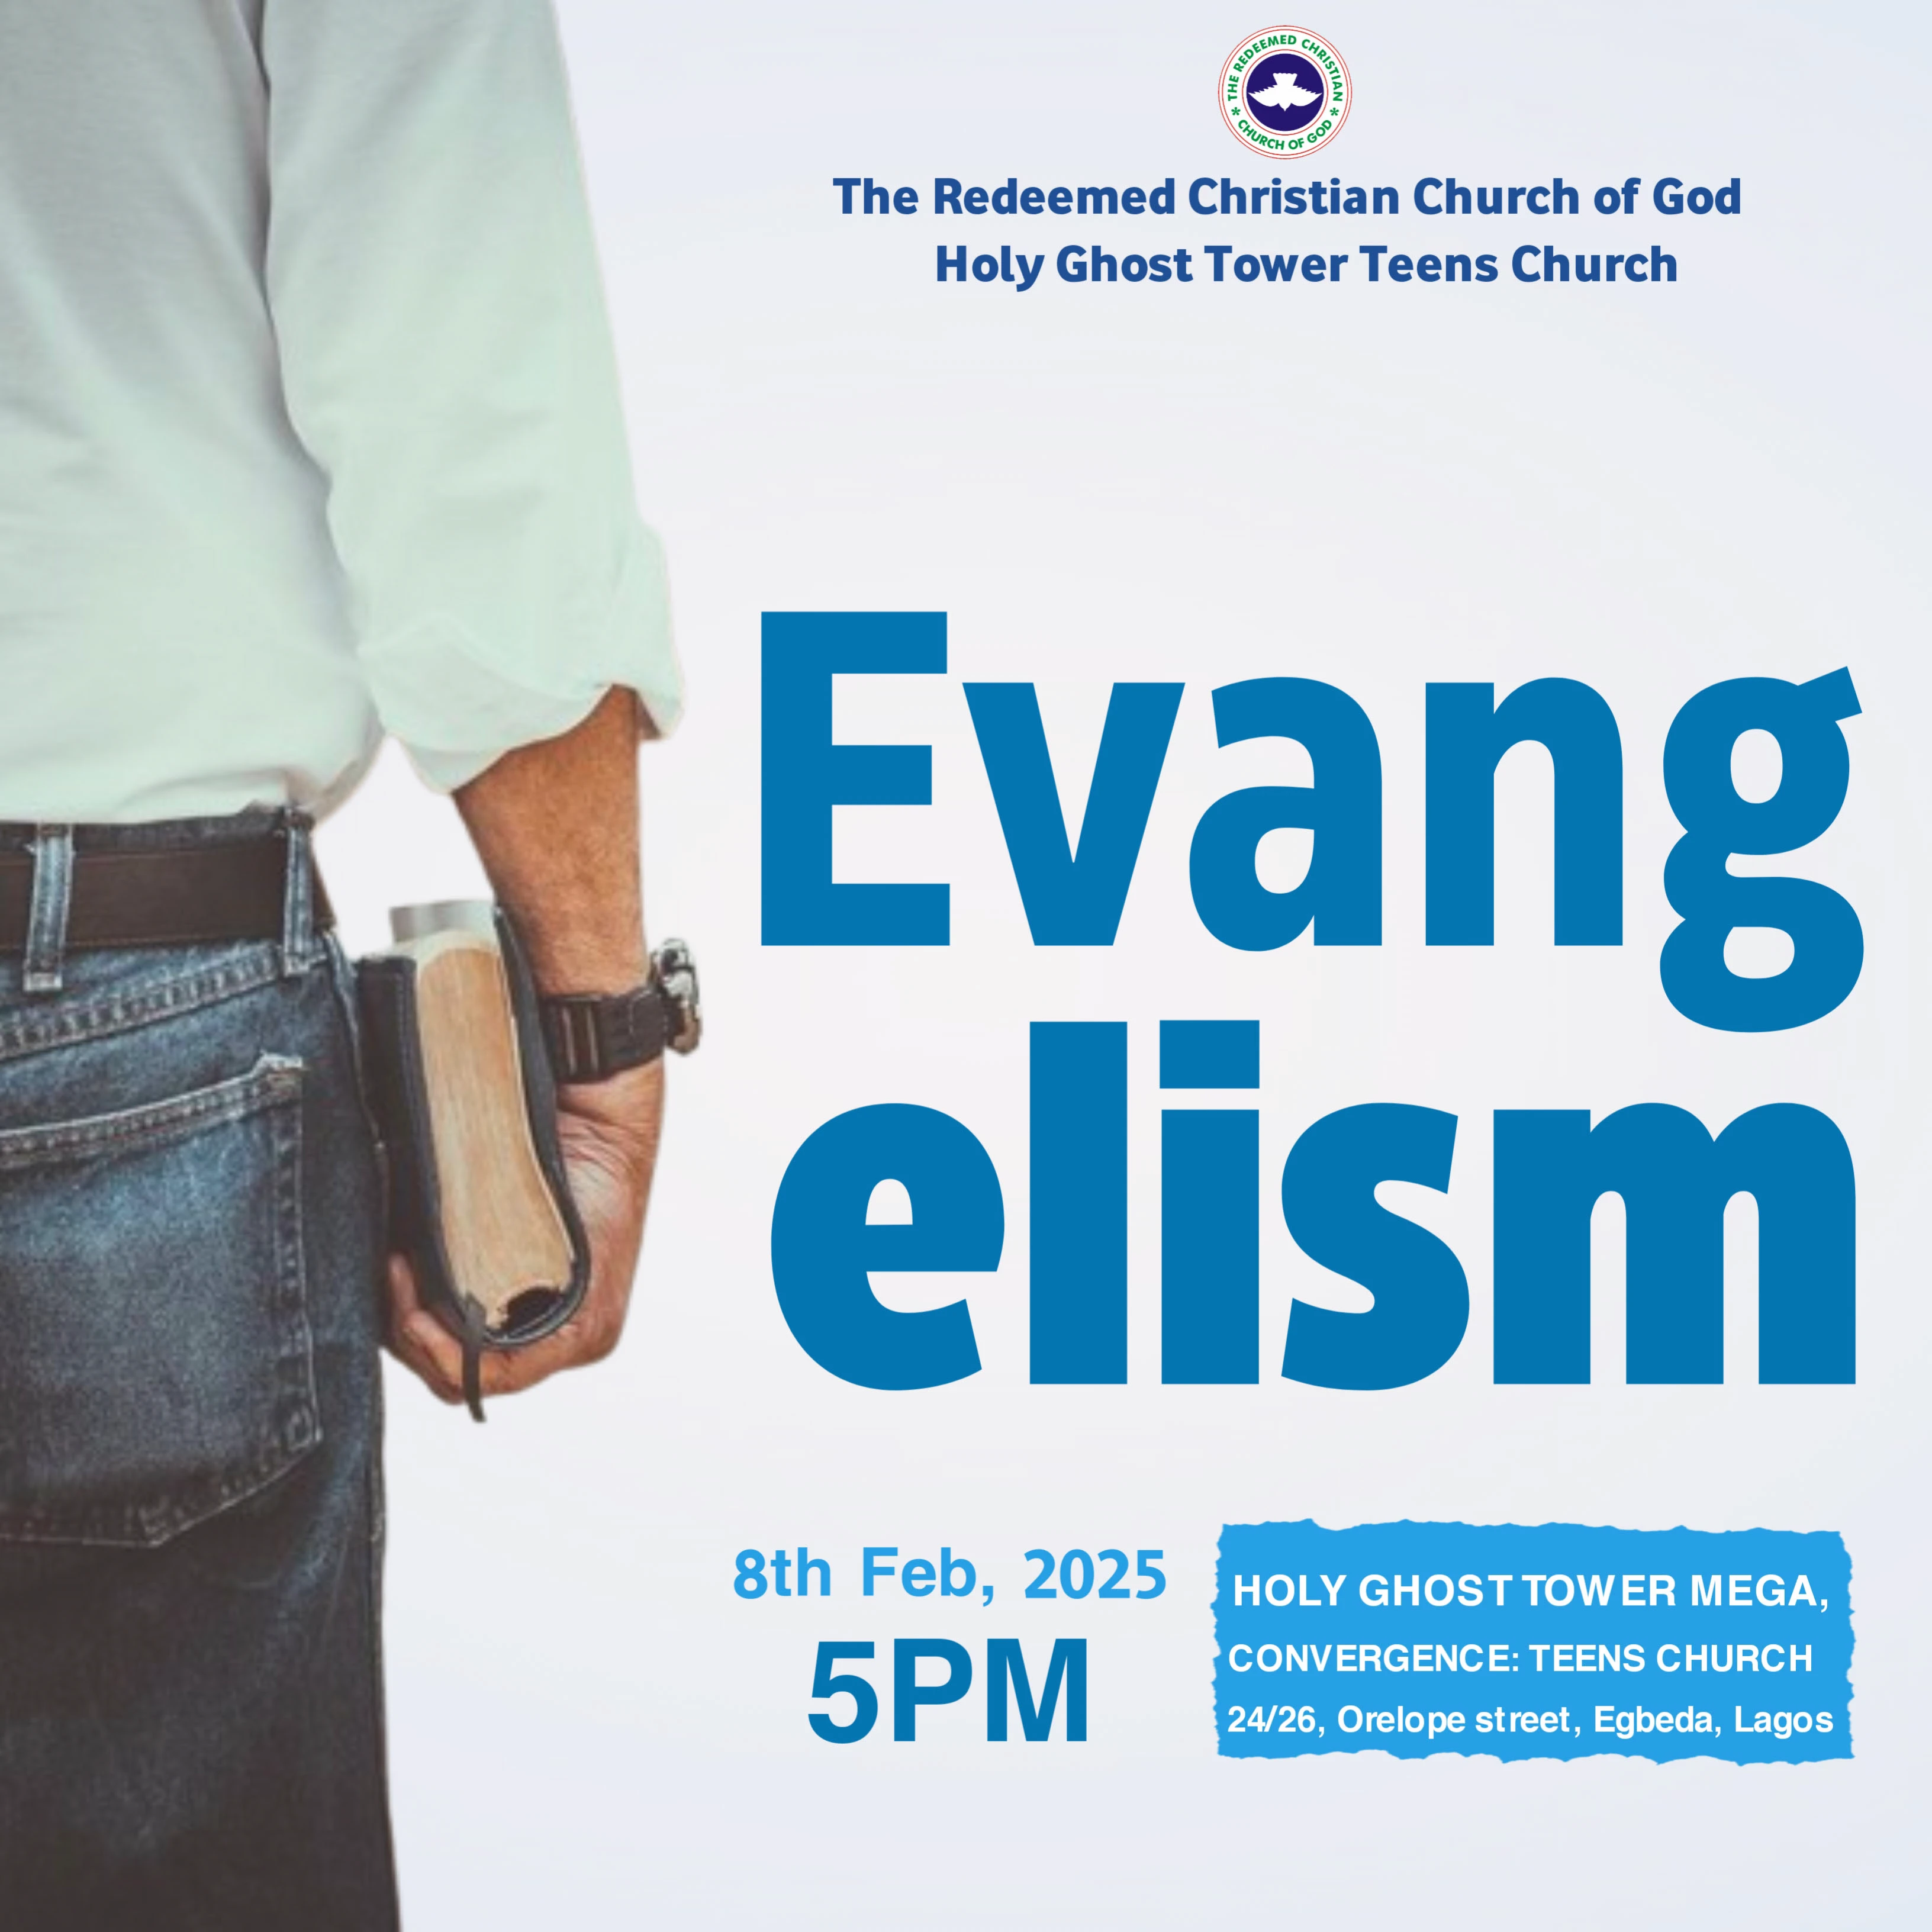 THE REDEEMED CHRISTIAN
* CHURCH OF GOD *
The Redeemed Christian Church of God
Holy Ghost Tower Teens Church
Evang
elism
8th Feb, 2025
5PM
HOLY GHOST TOWER MEGA,
CONVERGENCE: TEENS CHURCH
24/26, Orelope street, Egbeda, Lagos